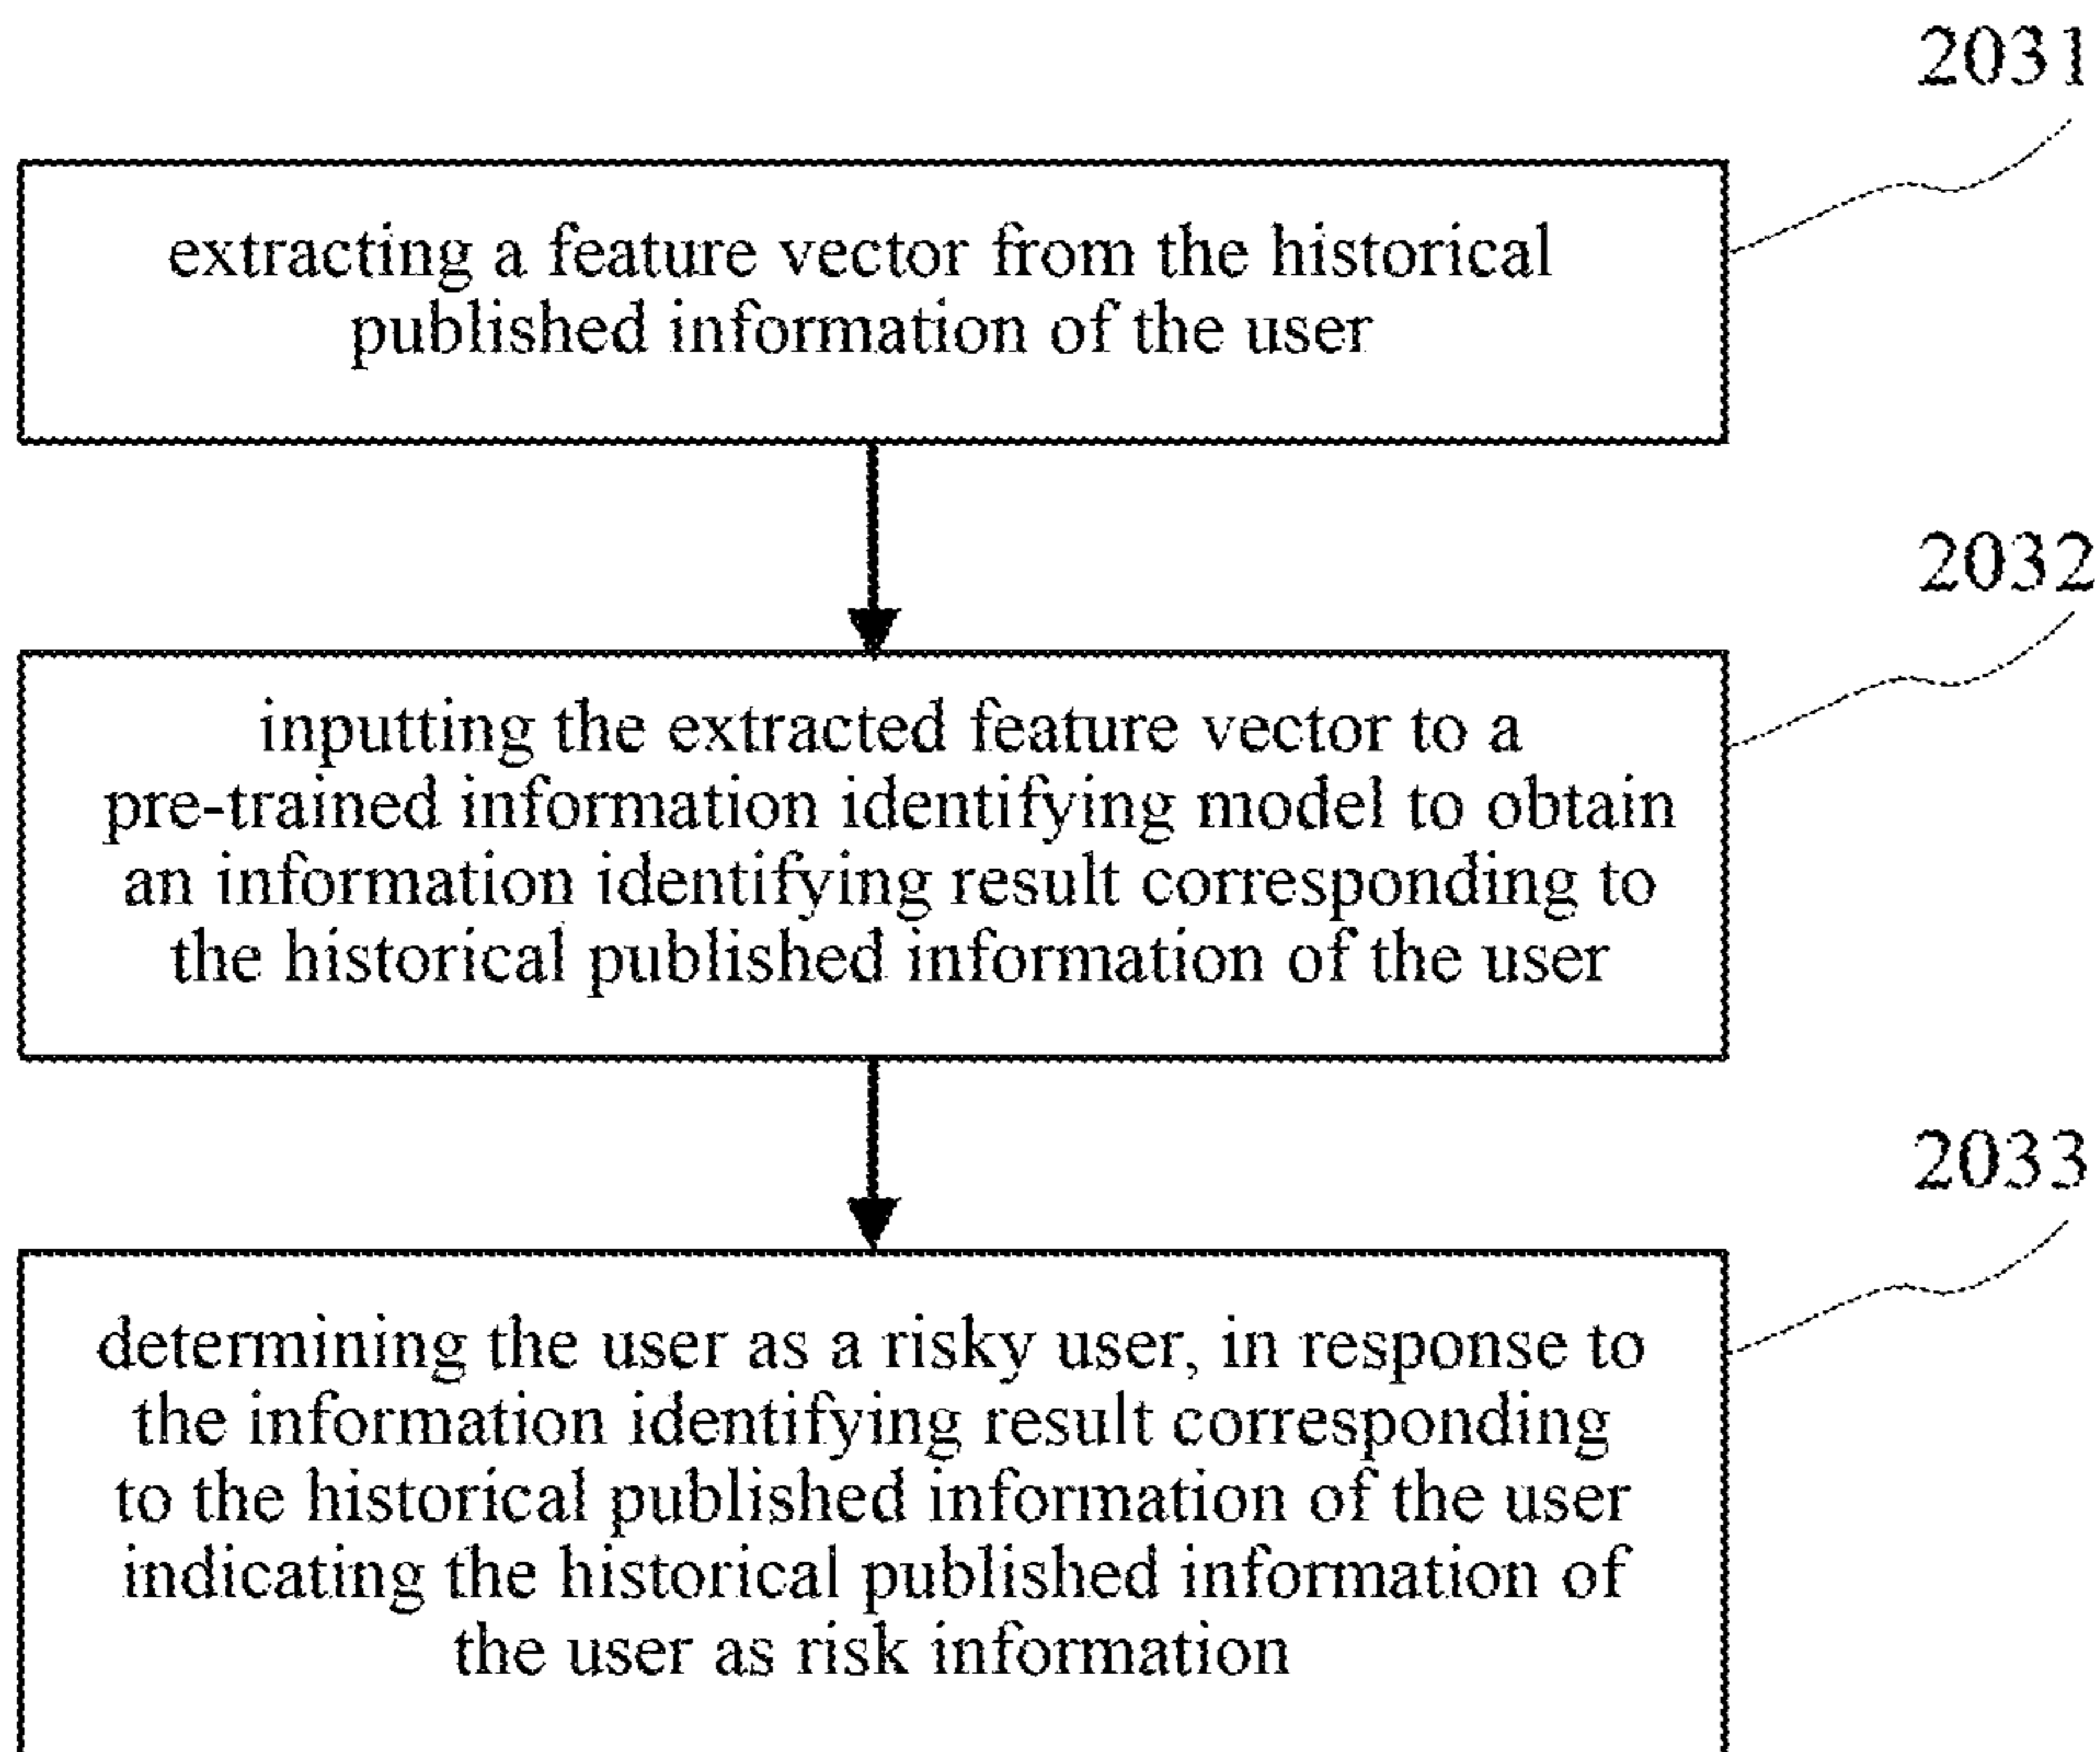 2031
extracting a feature vector from the historical
published information of the user
2032
inputting the extracted feature vector to a
pre-trained information identifying model to obtain
an information identifying result corresponding to
the historical published information of the user
2033
determining the user as a risky user, in response to
the information identifying result corresponding
to the historical published information of the user
indicating the historical published information of
the user as risk information